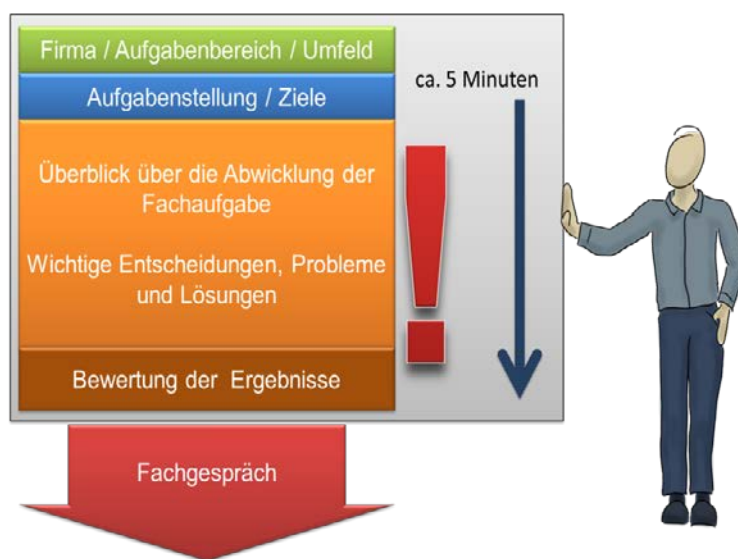 Firma / Aufgabenbereich / Umfeld
ca. 5 Minuten
Aufgabenstellung / Ziele
Überblick über die Abwicklung der
Fachaufgabe
Wichtige Entscheidungen, Probleme
und Lösungen
!
Bewertung der Ergebnisse
Fachgespräch